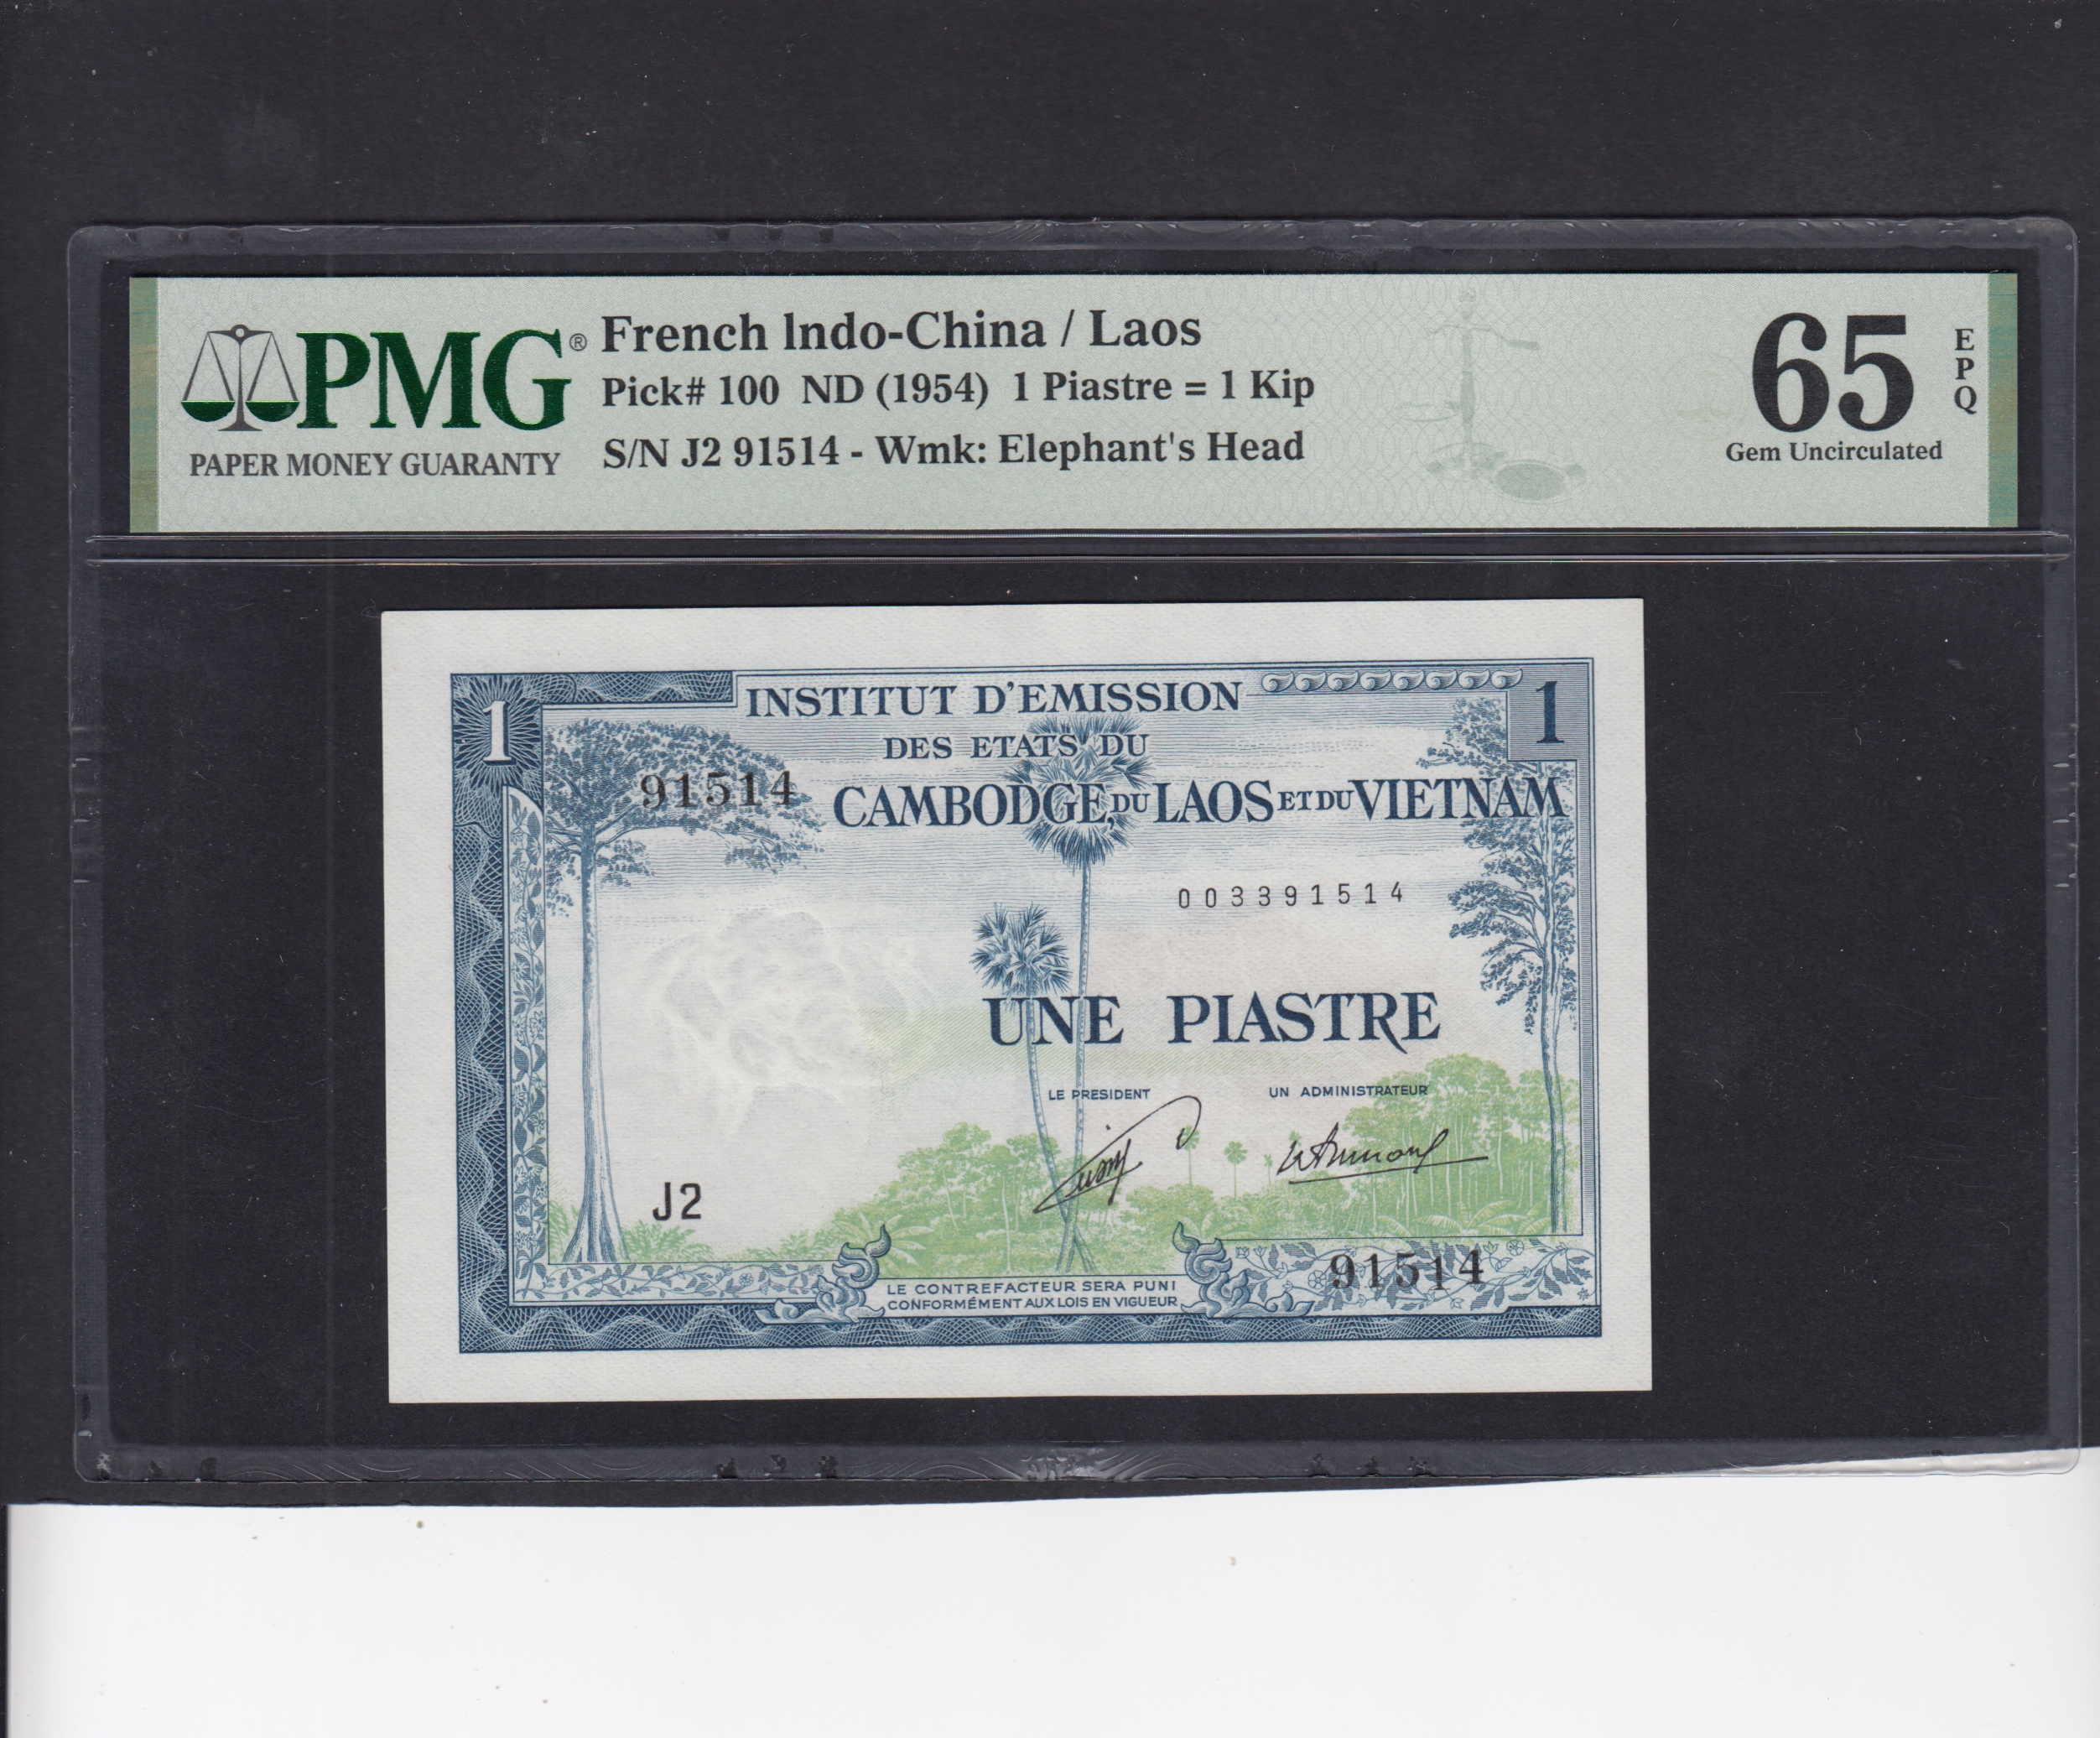 PMG®
PAPER MONEY GUARANTY
French Indo-China / Laos
Pick# 100 ND (1954) 1 Piastre = 1 Kip
S/N J2 91514 - Wmk: Elephant's Head
65
EPQ
Gem Uncirculated
1
INSTITUT D'EMISSION
1
DES ETATS DU
91514
CAMBODGE, DU LAOS ET DU VIETNAM
003391514
UNE PIASTRE
LE PRESIDENT
UN ADMINISTRATEUR
J2
91514
LE CONTREFACTEUR SERA PUNI
CONFORMÉMENT AUX LOIS EN VIGUEUR